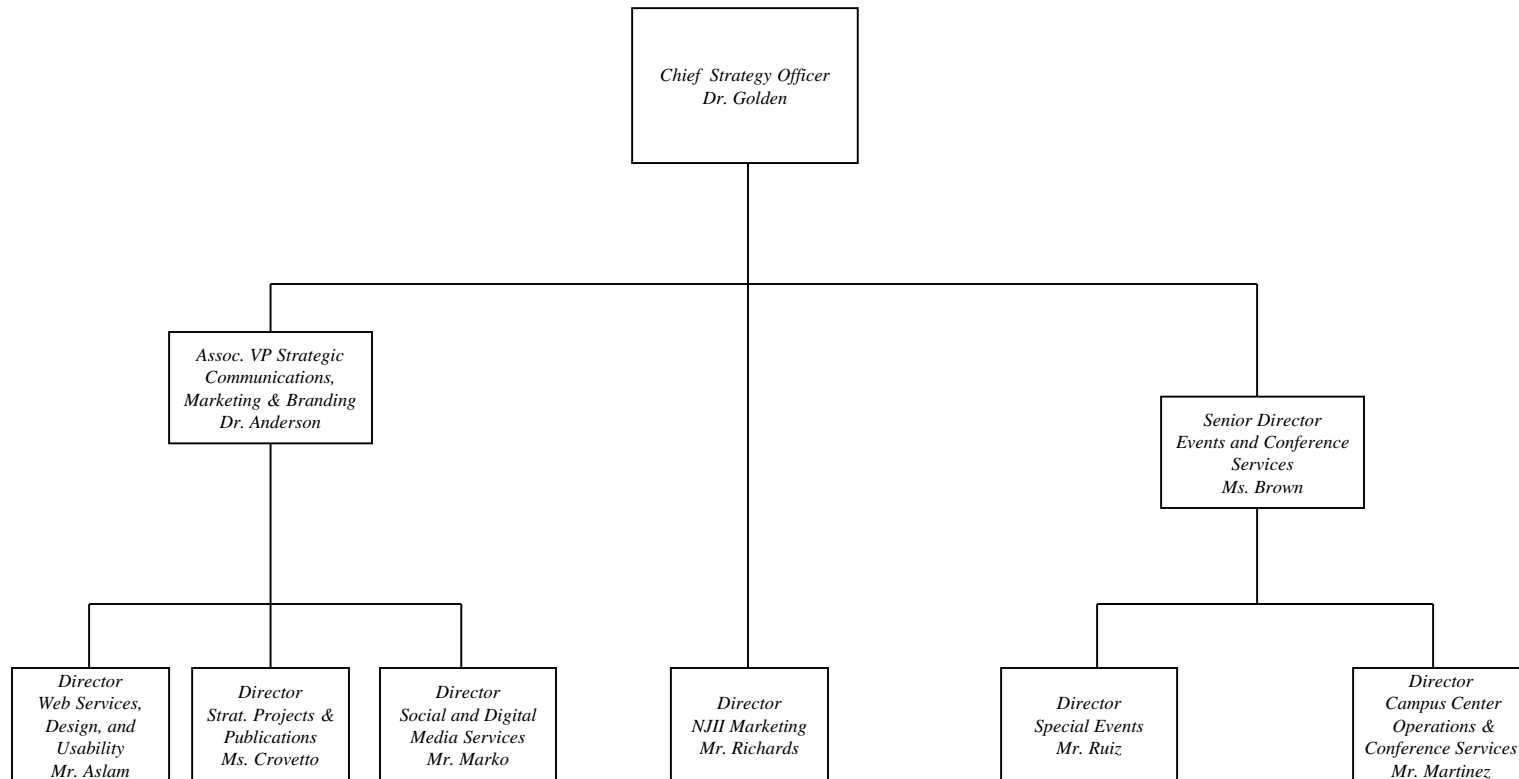 Chief Strategy Officer
Dr. Golden
Assoc. VP Strategic
Communications,
Marketing & Branding
Dr. Anderson
Senior Director
Events and Conference
Services
Ms. Brown
Director
Web Services,
Design, and
Usability
Mr. Aslam
Director
Strat. Projects &
Publications
Ms. Crovetto
Director
Social and Digital
Media Services
Mr. Marko
Director
NJII Marketing
Mr. Richards
Director
Special Events
Mr. Ruiz
Director
Campus Center
Operations &
Conference Services
Mr. Martinez